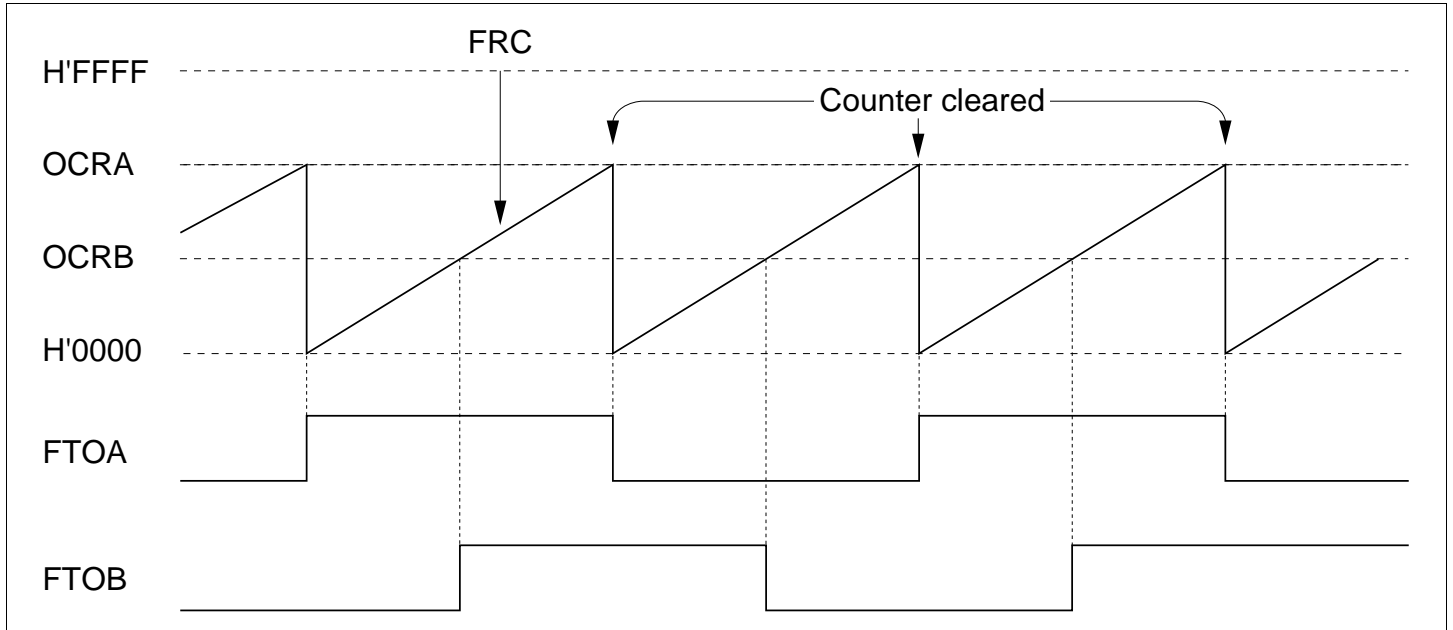 FRC
H'FFFF
Counter cleared
OCRA
OCRB
H'0000
FTOA
FTOB